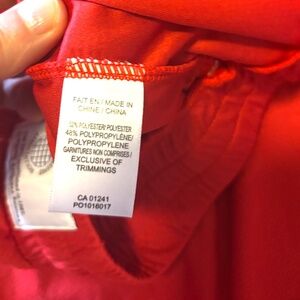 FAIT EN / MADE IN
CHINE / CHINA
52% POLYESTER/ POLYESTER
48% POLYPROPYLÈNE/
POLYPROPYLENE
GARNITURES NON COMPRISES /
EXCLUSIVE OF
TRIMMINGS
CA 01241
PO1016017